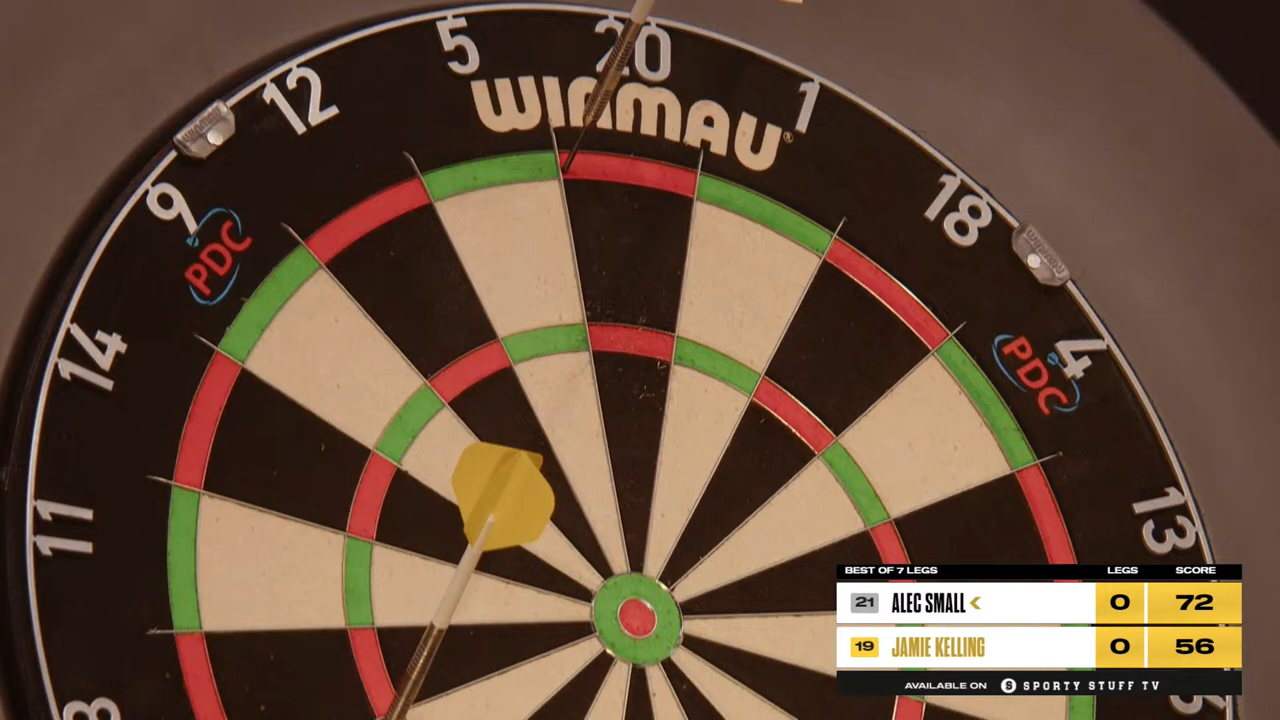 5 20 1
12
WINMAU®
18
9
PDC
PDC
4
14
11
13
BEST OF 7 LEGS LEGS SCORE
21 ALEC SMALL 0 72
19 JAMIE KELLING 0 56
AVAILABLE ON S SPORTY STUFF TV